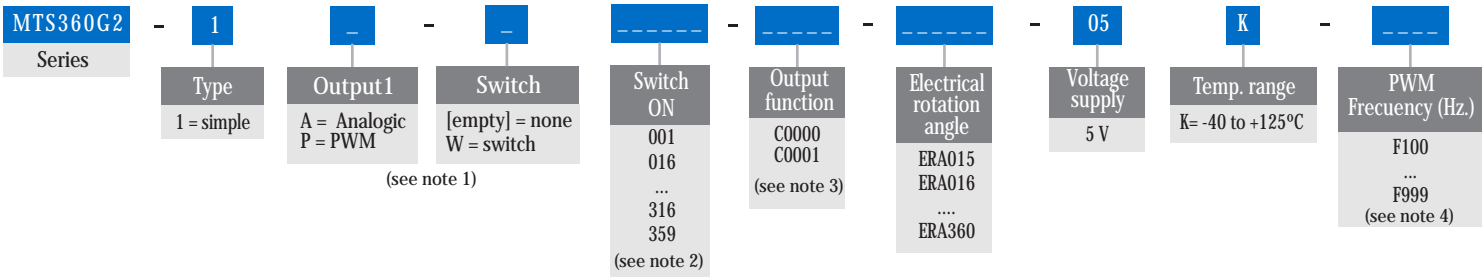 MTS360G2 - 1 _ - _ _ _ _ _ _ _ - _ _ _ _ _ - _ _ _ _ _ _ - 05 K - _ _ _ _
Series
Type
1 = simple
Output1
A = Analogic
P = PWM
Switch
[empty] = none
W = switch
(see note 1)
Switch
ON
001
016
...
316
359
(see note 2)
Output
function
C0000
C0001
(see note 3)
Electrical
rotation
angle
ERA015
ERA016
....
ERA360
Voltage
supply
5 V
Temp. range
K= -40 to +125ºC
PWM
Frecuency (Hz.)
F100
...
F999
(see note 4)